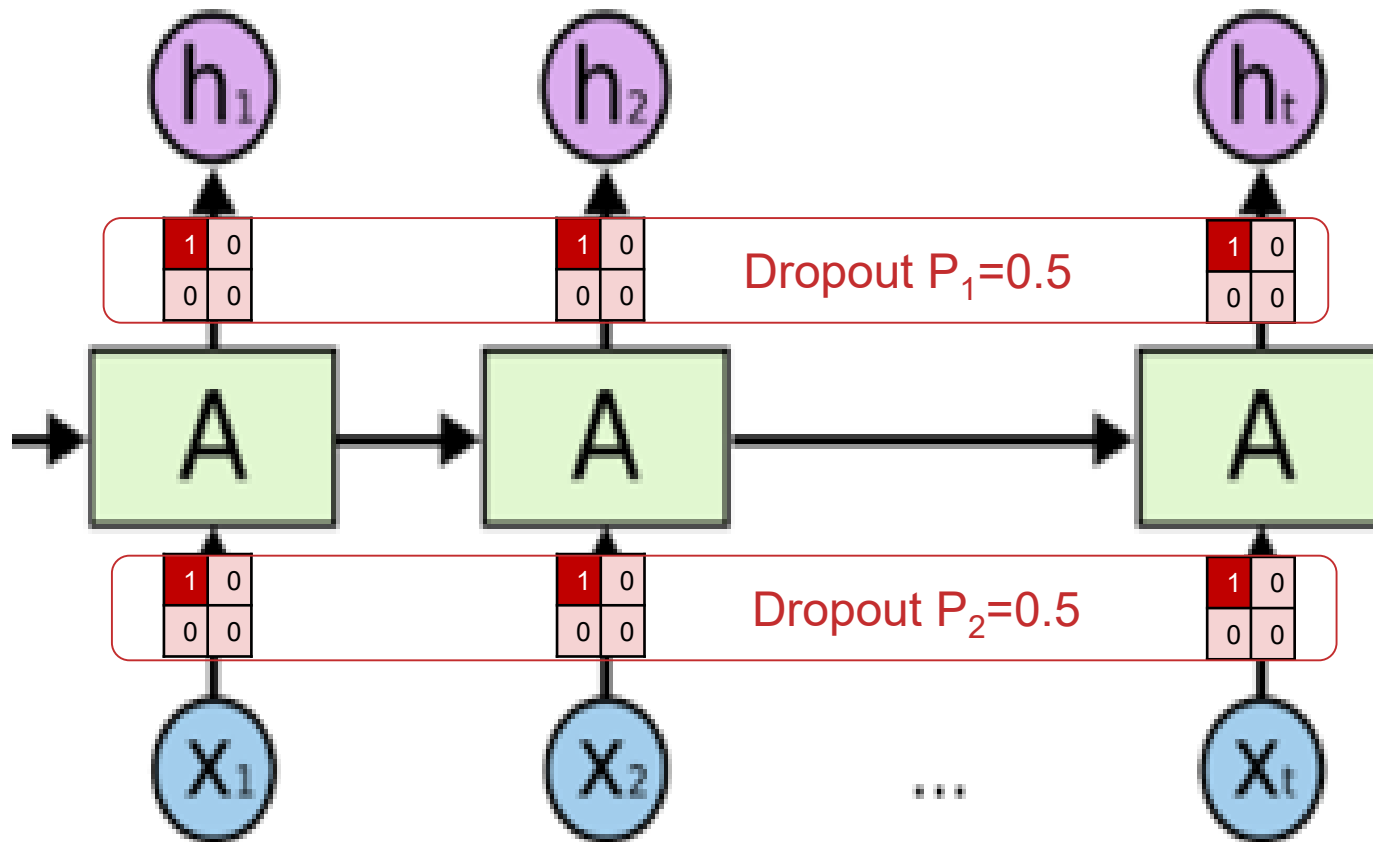 h₁ h₂ hₜ
1 0 1 0 1 0
Dropout P₁=0.5
0 0 0 0 0 0
A A A
1 0 1 0 1 0
Dropout P₂=0.5
0 0 0 0 0 0
x₁ x₂ ... xₜ